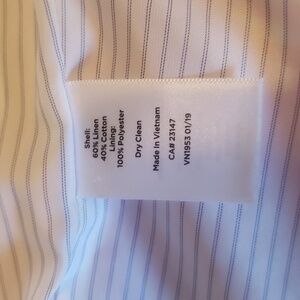 Shell:
60% Linen
40% Cotton
Lining:
100% Polyester
Dry Clean
Made In Vietnam
CA# 23147
VN1953 01/19